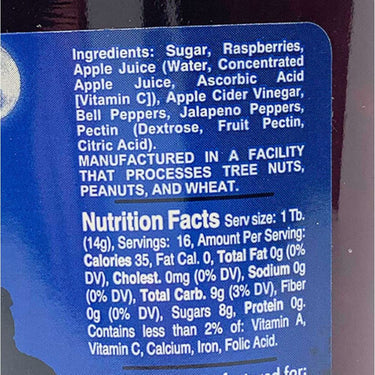 Ingredients: Sugar, Raspberries,
Apple Juice (Water, Concentrated
Apple Juice, Ascorbic Acid
[Vitamin C]), Apple Cider Vinegar,
Bell Peppers, Jalapeno Peppers,
Pectin (Dextrose, Fruit Pectin,
Citric Acid).
MANUFACTURED IN A FACILITY
THAT PROCESSES TREE NUTS,
PEANUTS, AND WHEAT.
Nutrition Facts Serv size: 1 Tb.
(14g), Servings: 16, Amount Per Serving:
Calories 35, Fat Cal. 0, Total Fat 0g (0%
DV), Cholest. 0mg (0% DV), Sodium 0g
(0% DV), Total Carb. 9g (3% DV), Fiber
0g (0% DV), Sugars 8g, Protein 0g.
Contains less than 2% of: Vitamin A,
Vitamin C, Calcium, Iron, Folic Acid.